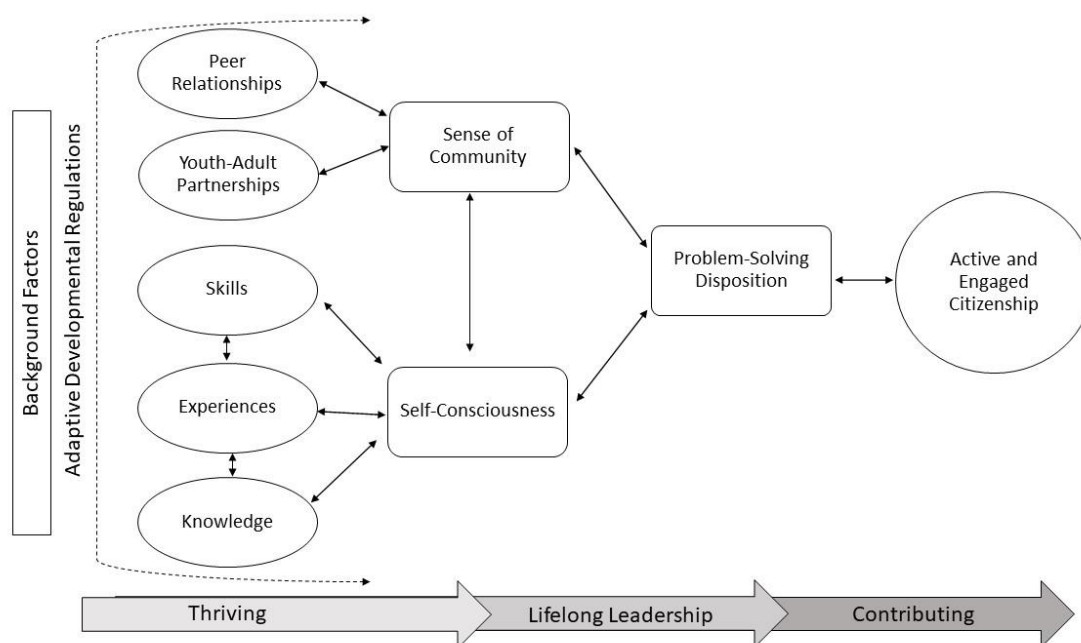 Background Factors
Adaptive Developmental Regulations
Peer
Relationships
Youth-Adult
Partnerships
Skills
Experiences
Knowledge
Sense of
Community
Self-Consciousness
Problem-Solving
Disposition
Active and
Engaged
Citizenship
Thriving
Lifelong Leadership
Contributing